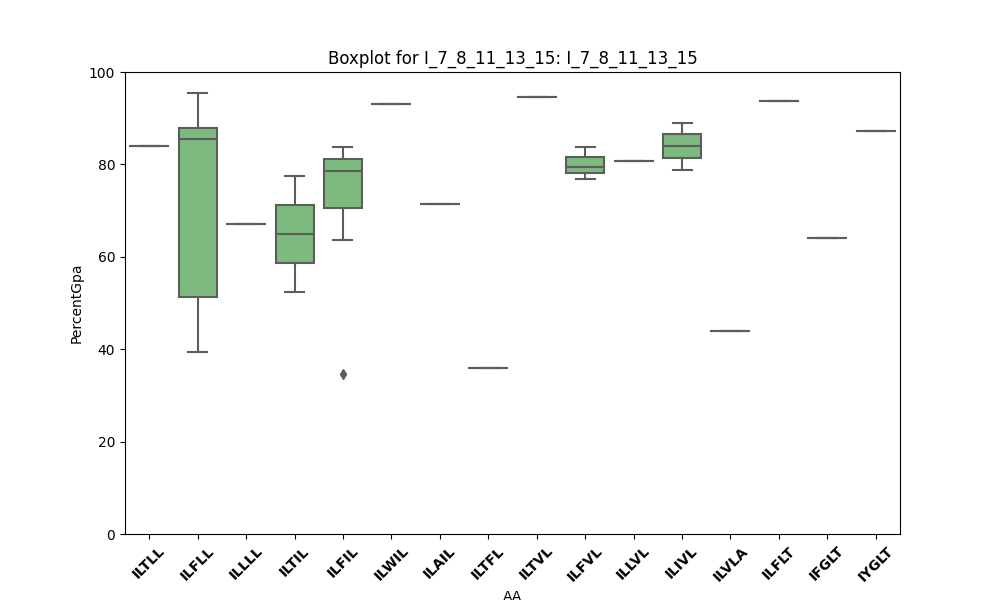 Boxplot for I_7_8_11_13_15: I_7_8_11_13_15
100
80
60
40
20
0
PercentGpa
ILTLL
ILFLL
ILLLL
ILTIL
ILFIL
ILWIL
ILAIL
ILTFL
ILTVL
ILFVL
ILLVL
ILIVL
ILVLA
ILFLT
IFGLT
IYGLT
AA